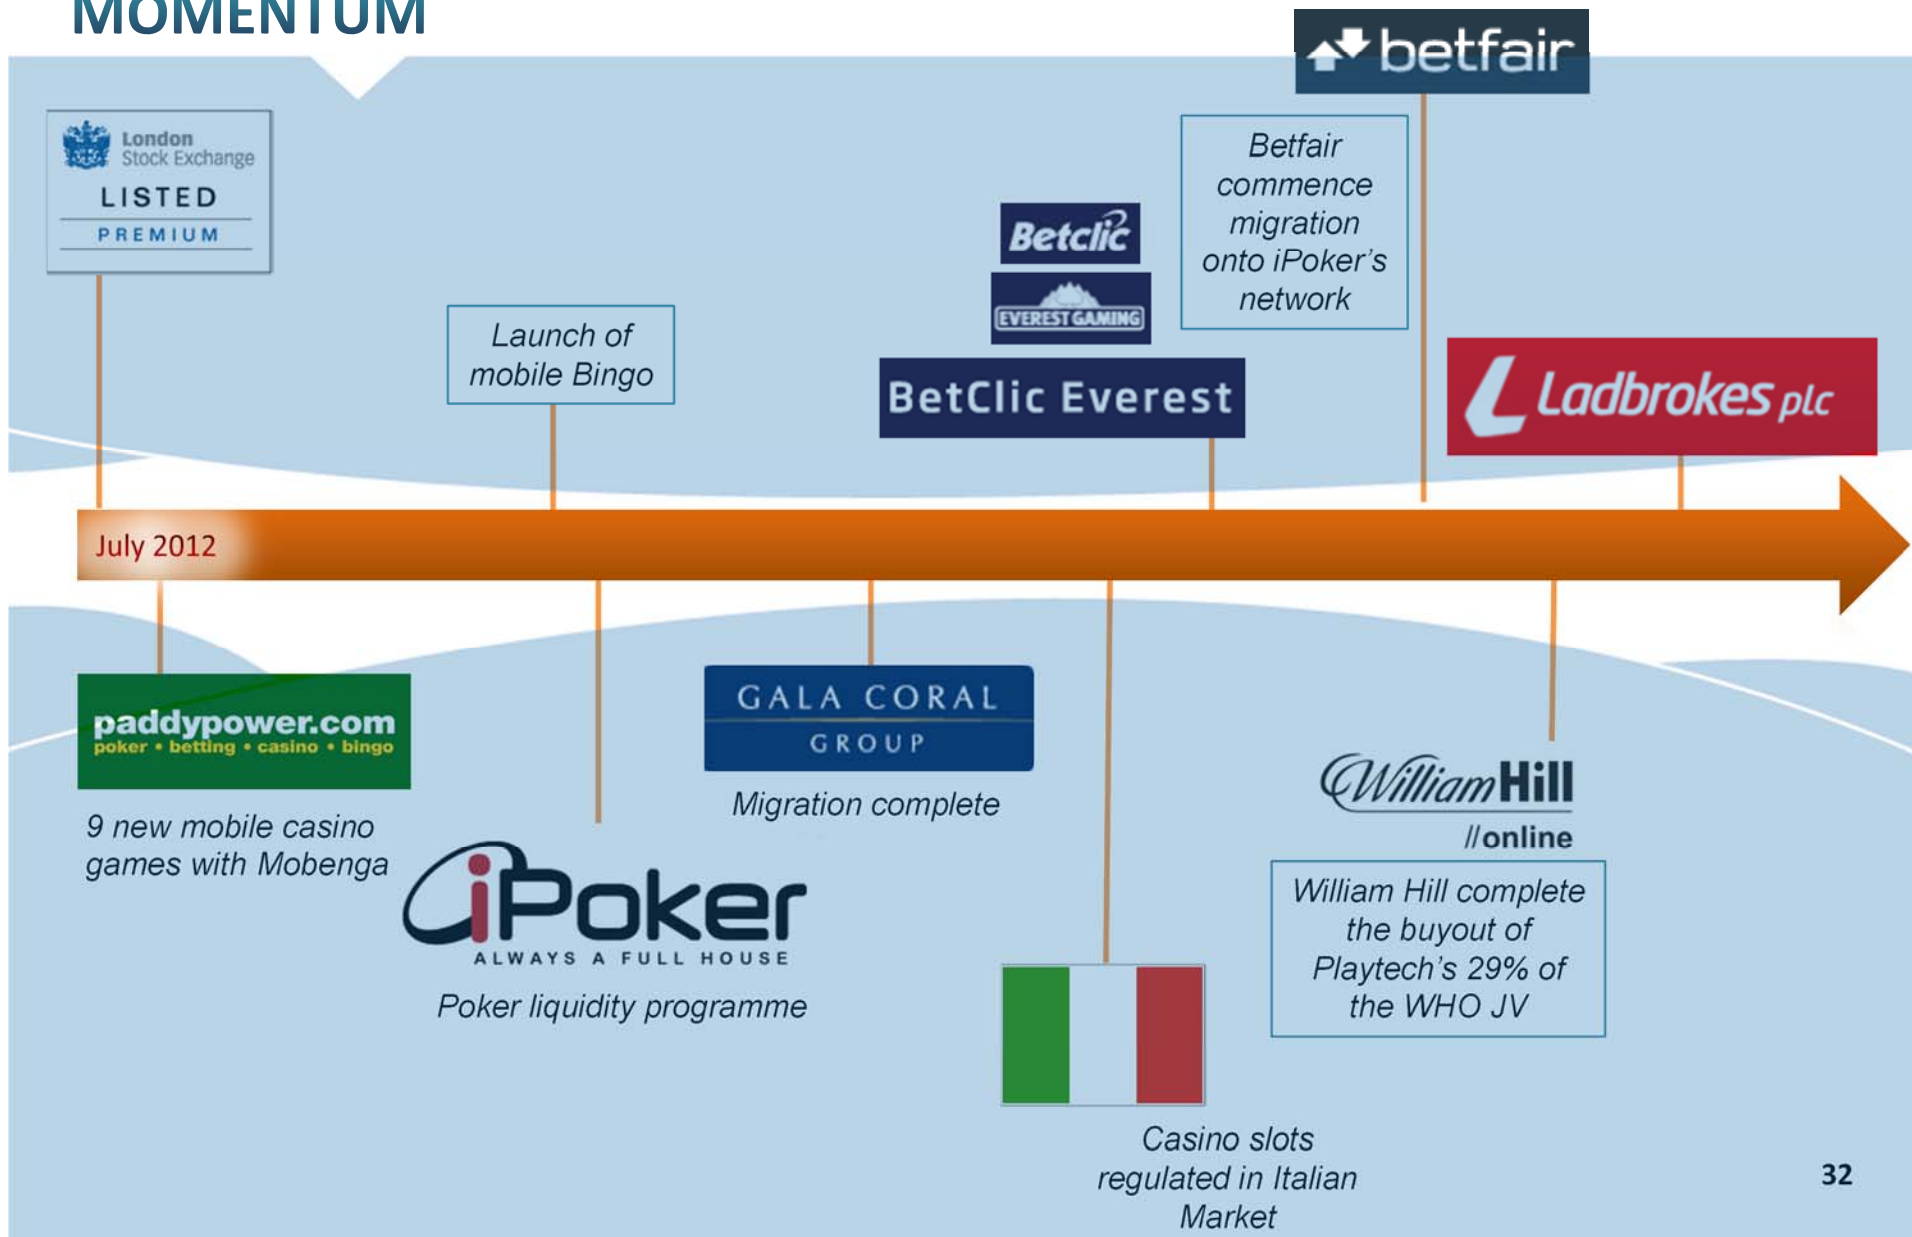 MOMENTUM
betfair
London
Stock Exchange
LISTED
PREMIUM
Betfair
commence
migration
onto iPoker's
network
Betclic
EVEREST GAMING
Launch of
mobile Bingo
BetClic Everest
Ladbrokes plc
July 2012
paddypower.com
poker • betting • casino • bingo
9 new mobile casino
games with Mobenga
GALA CORAL
GROUP
Migration complete
iPoker
ALWAYS A FULL HOUSE
Poker liquidity programme
William Hill
//online
William Hill complete
the buyout of
Playtech's 29% of
the WHO JV
Casino slots
regulated in Italian
Market
32